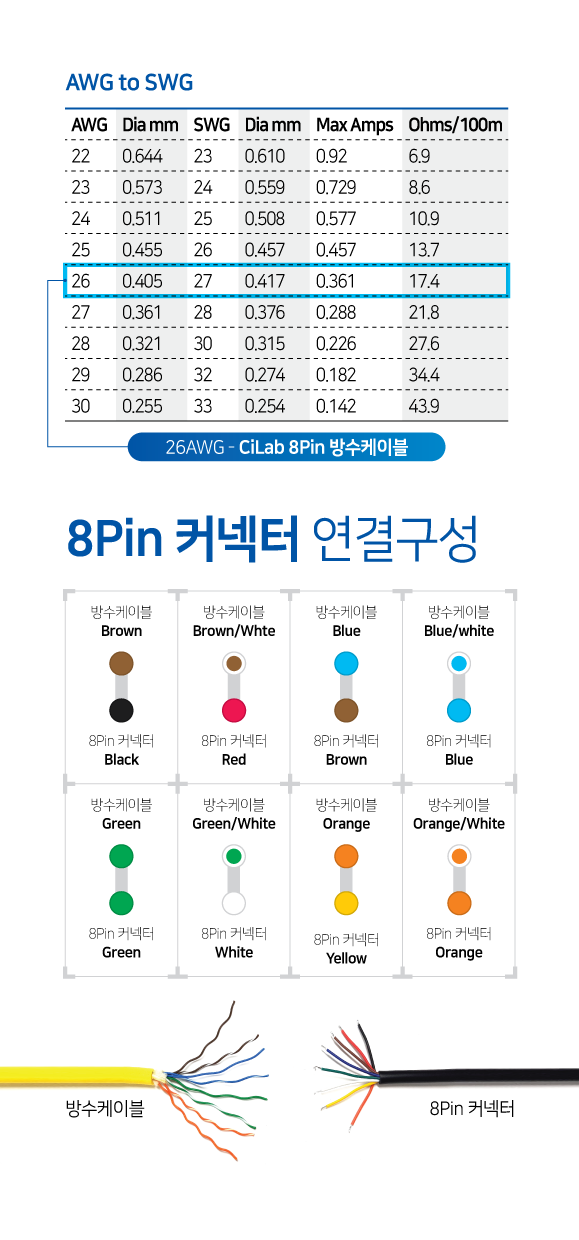 AWG to SWG
AWG Dia mm SWG Dia mm Max Amps Ohms/100m
22 0.644 23 0.610 0.92 6.9
23 0.573 24 0.559 0.729 8.6
24 0.511 25 0.508 0.577 10.9
25 0.455 26 0.457 0.457 13.7
26 0.405 27 0.417 0.361 17.4
27 0.361 28 0.376 0.288 21.8
28 0.321 30 0.315 0.226 27.6
29 0.286 32 0.274 0.182 34.4
30 0.255 33 0.254 0.142 43.9
26AWG - CiLab 8Pin 방수케이블
8Pin 커넥터 연결구성
방수케이블 방수케이블 방수케이블 방수케이블
Brown Brown/Whte Blue Blue/white
8Pin 커넥터 8Pin 커넥터 8Pin 커넥터 8Pin 커넥터
Black Red Brown Blue
방수케이블 방수케이블 방수케이블 방수케이블
Green Green/White Orange Orange/White
8Pin 커넥터 8Pin 커넥터 8Pin 커넥터 8Pin 커넥터
Green White Yellow Orange
방수케이블 8Pin 커넥터